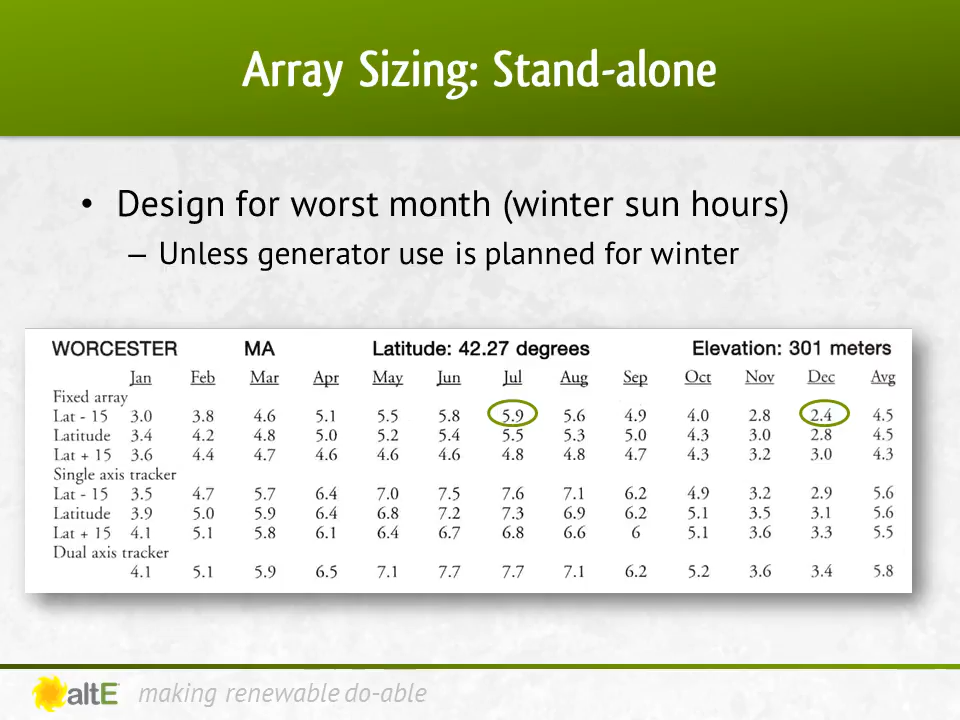 Array Sizing: Stand-alone
• Design for worst month (winter sun hours)
– Unless generator use is planned for winter
WORCESTER MA Latitude: 42.27 degrees Elevation: 301 meters
Jan Feb Mar Apr May Jun Jul Aug Sep Oct Nov Dec Avg
Fixed array
Lat - 15 3.0 3.8 4.6 5.1 5.5 5.8 5.9 5.6 4.9 4.0 2.8 2.4 4.5
Latitude 3.4 4.2 4.8 5.0 5.2 5.4 5.5 5.3 5.0 4.3 3.0 2.8 4.5
Lat + 15 3.6 4.4 4.7 4.6 4.6 4.6 4.8 4.8 4.7 4.3 3.2 3.0 4.3
Single axis tracker
Lat - 15 3.5 4.7 5.7 6.4 7.0 7.5 7.6 7.1 6.2 4.9 3.2 2.9 5.6
Latitude 3.9 5.0 5.9 6.4 6.8 7.2 7.3 6.9 6.2 5.1 3.5 3.1 5.6
Lat + 15 4.1 5.1 5.8 6.1 6.4 6.7 6.8 6.6 6 5.1 3.6 3.3 5.5
Dual axis tracker
4.1 5.1 5.9 6.5 7.1 7.7 7.7 7.1 6.2 5.2 3.6 3.4 5.8
altE making renewable do-able